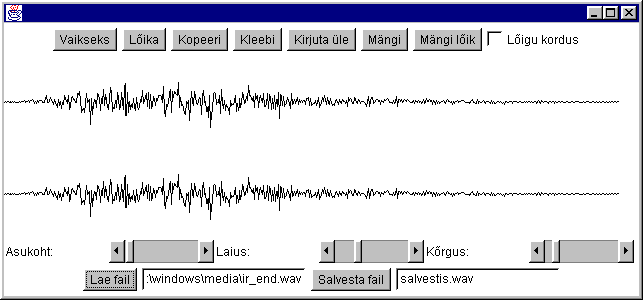 Vaikseks Lõika Kopeeri Kleebi Kirjuta üle Mängi Mängi lõik Lõigu kordus
Asukoht: Laius: Kõrgus:
Lae fail :\windows\media\ir_end.wav Salvesta fail salvestis.wav